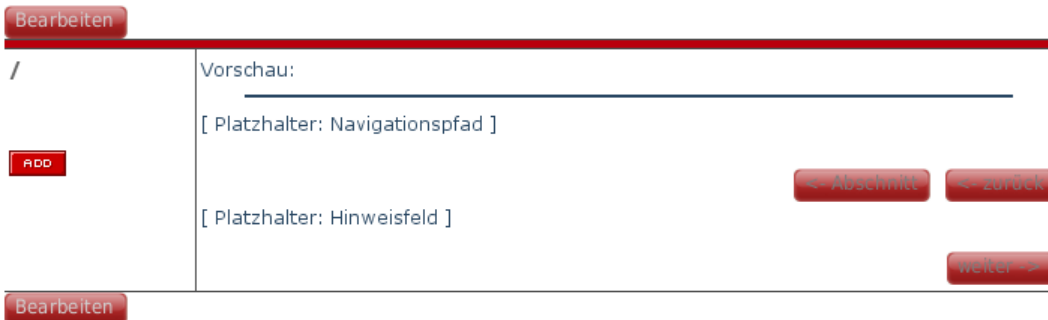 Bearbeiten
/
Vorschau:
[ Platzhalter: Navigationspfad ]
ADD
<- Abschnitt <- zurück
[ Platzhalter: Hinweisfeld ]
weiter ->
Bearbeiten